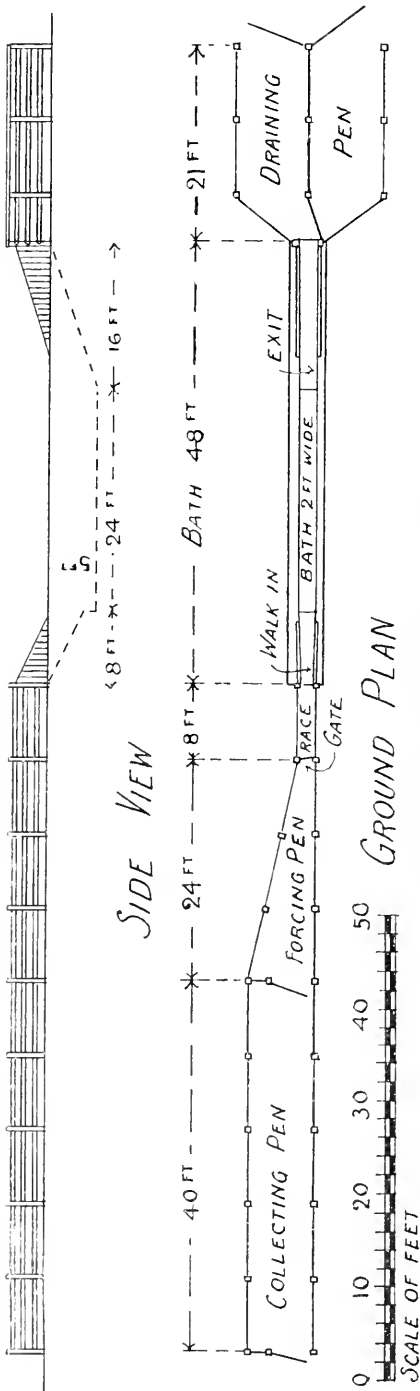 SIDE VIEW
8 FT
24 FT
16 FT
5
40 FT
24 FT
8 FT
BATH 48 FT
21 FT
COLLECTING PEN
FORCING PEN
RACE
GATE
WALK IN
BATH 2 FT WIDE
EXIT
DRAINING
PEN
GROUND PLAN
0 10 20 30 40 50
SCALE OF FEET